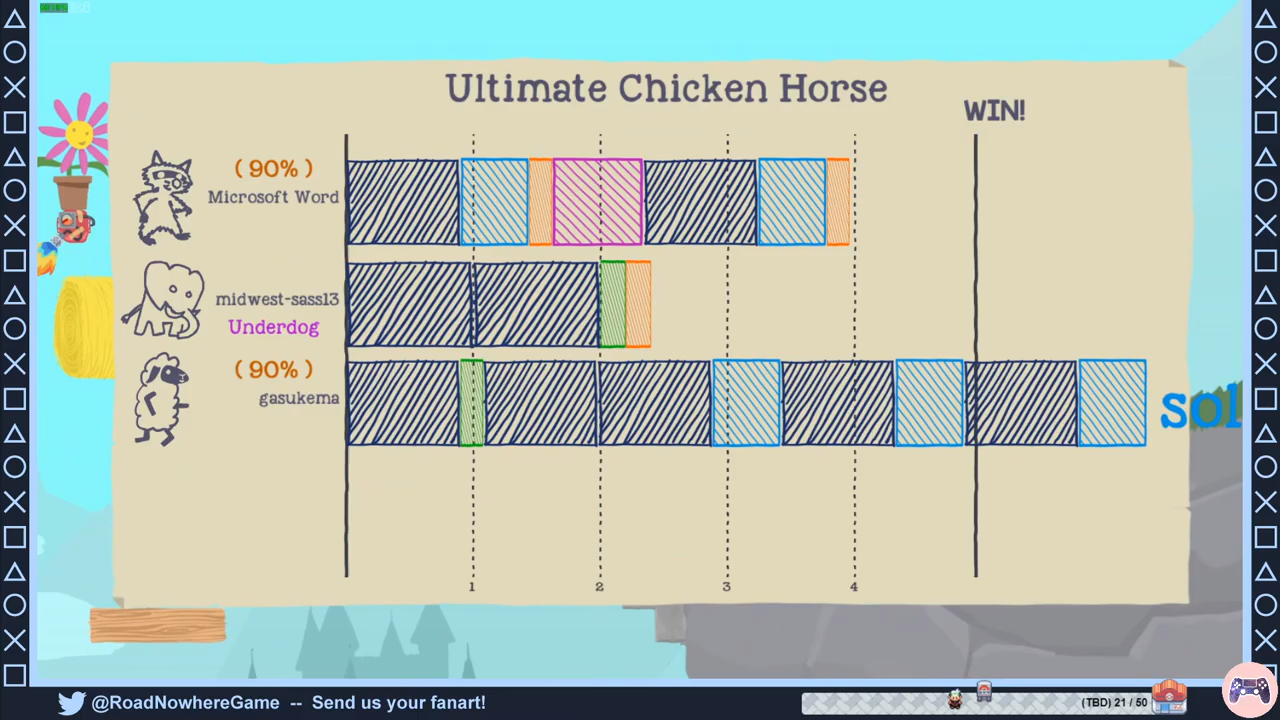 Ultimate Chicken Horse
WIN!
( 90% )
Microsoft Word
midwest-sass13
Underdog
( 90% )
gasukema
sol
1 2 3 4
@RoadNowhereGame -- Send us your fanart!
(TBD) 21 / 50